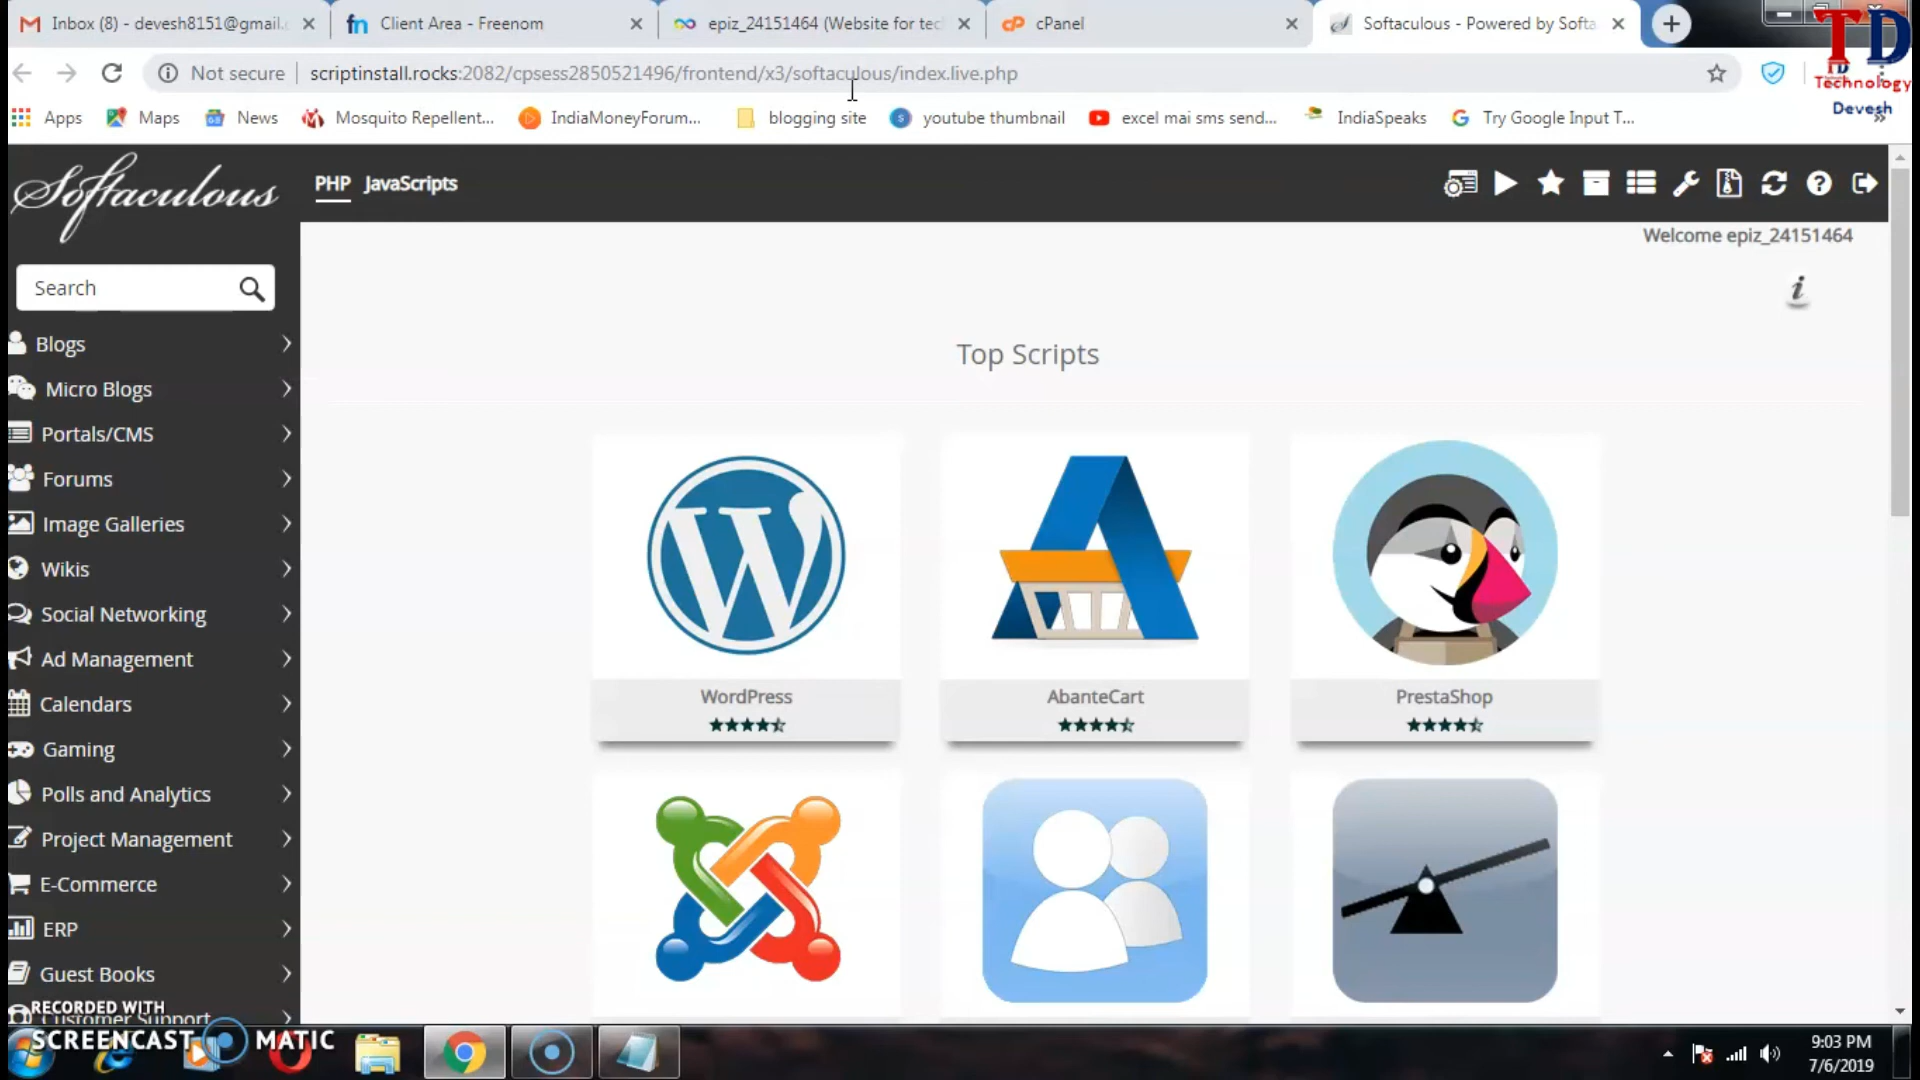 Inbox (8) - devesh8151@gmail.
Client Area - Freenom
epiz_24151464 (Website for tec
cPanel
Softaculous - Powered by Softa
TD
Technology
Devesh
Not secure
scriptinstall.rocks:2082/cpsess2850521496/frontend/x3/softaculous/index.live.php
Apps
Maps
News
Mosquito Repellent...
IndiaMoneyForum...
blogging site
youtube thumbnail
excel mai sms send...
IndiaSpeaks
Try Google Input T...
Softaculous
PHP
JavaScripts
Welcome epiz_24151464
Search
Blogs
Micro Blogs
Portals/CMS
Forums
Image Galleries
Wikis
Social Networking
Ad Management
Calendars
Gaming
Polls and Analytics
Project Management
E-Commerce
ERP
Guest Books
Customer Support
Top Scripts
WordPress
AbanteCart
PrestaShop
RECORDED WITH
SCREENCAST MATIC
9:03 PM
7/6/2019